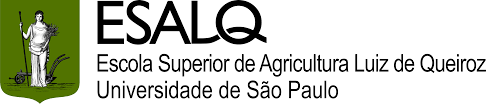 ESALQ
Escola Superior de Agricultura Luiz de Queiroz
Universidade de São Paulo